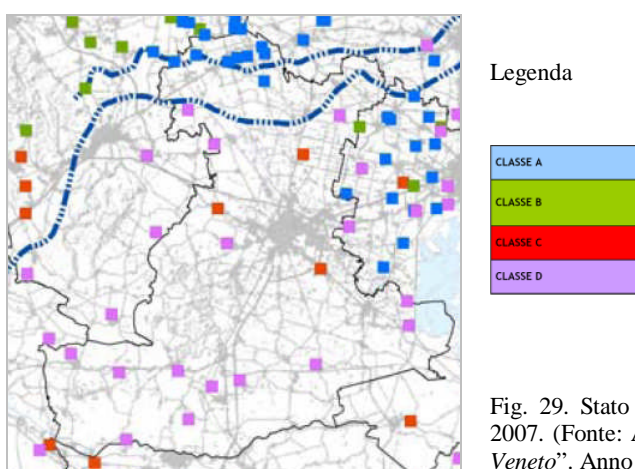 Legenda
CLASSE A
CLASSE B
CLASSE C
CLASSE D
Fig. 29. Stato
2007. (Fonte: A
Veneto”. Anno